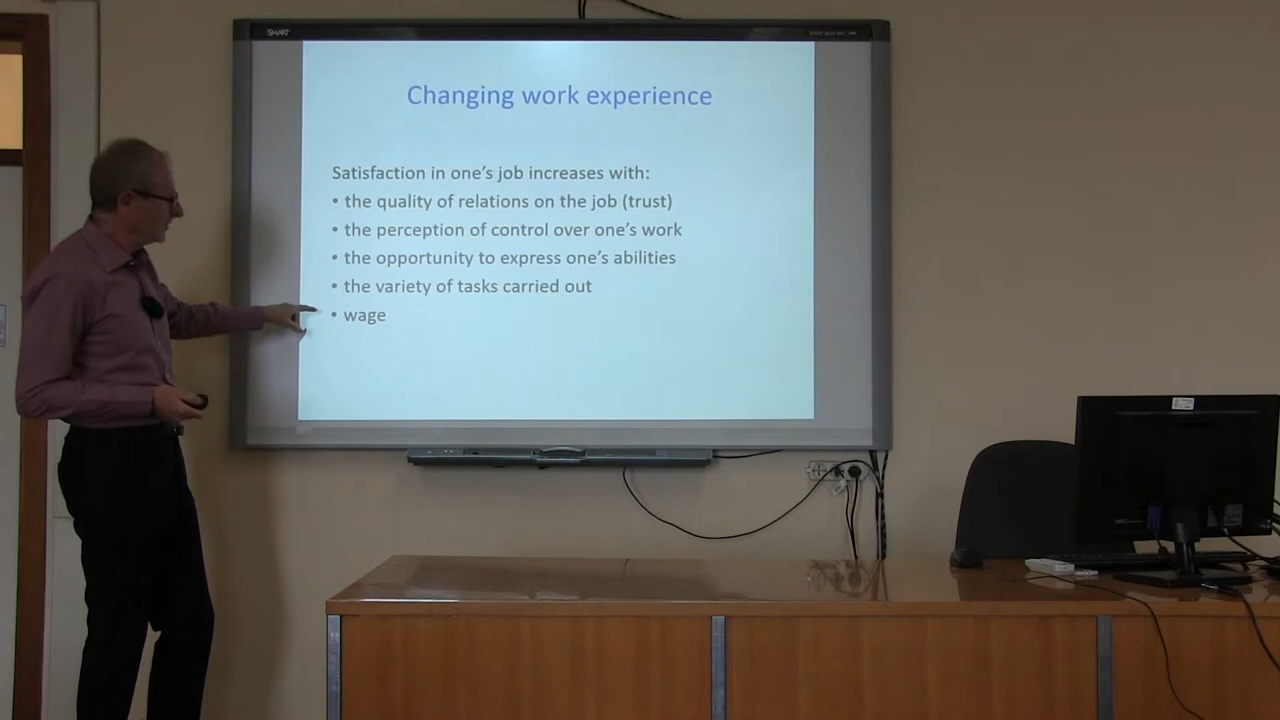 SMART
Changing work experience
Satisfaction in one's job increases with:
• the quality of relations on the job (trust)
• the perception of control over one's work
• the opportunity to express one's abilities
• the variety of tasks carried out
• wage